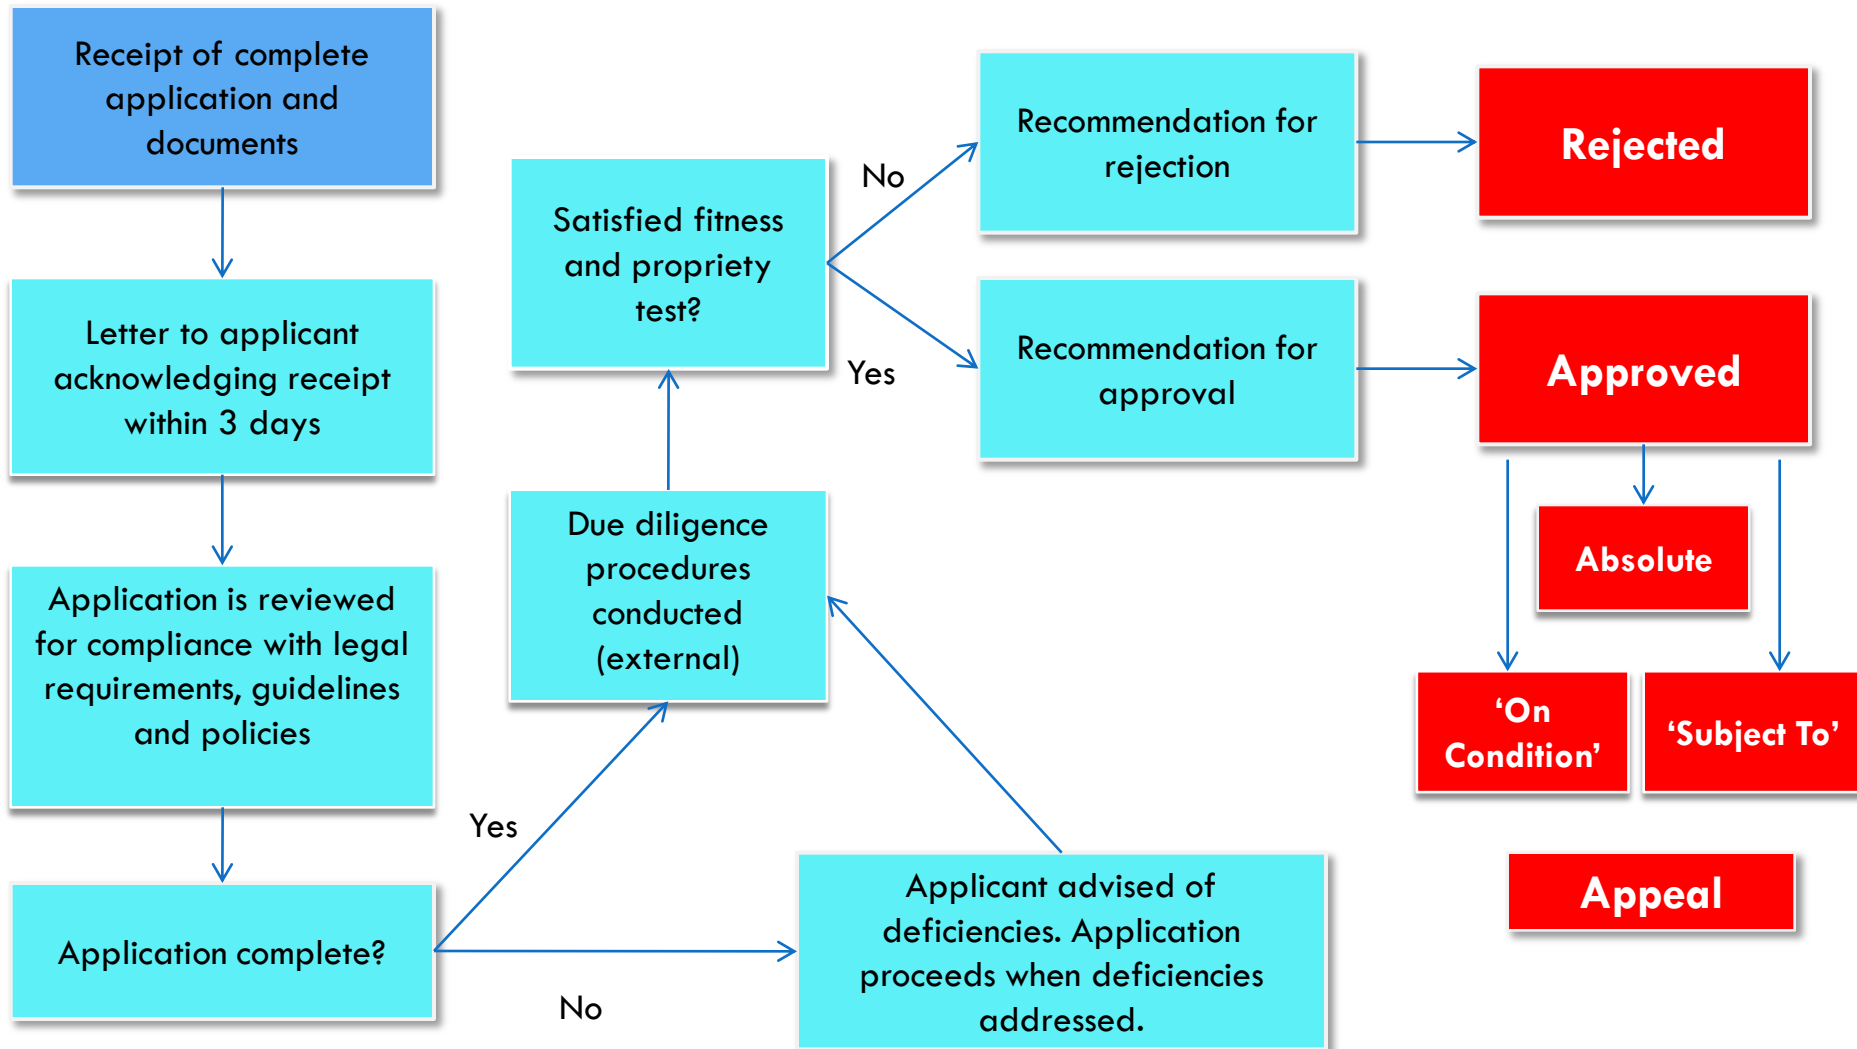 Receipt of complete
application and
documents
Letter to applicant
acknowledging receipt
within 3 days
Application is reviewed
for compliance with legal
requirements, guidelines
and policies
Application complete?
Yes
No
Applicant advised of
deficiencies. Application
proceeds when deficiencies
addressed.
Due diligence
procedures
conducted
(external)
Satisfied fitness
and propriety
test?
No
Yes
Recommendation for
rejection
Rejected
Recommendation for
approval
Approved
Absolute
‘On
Condition’
‘Subject To’
Appeal